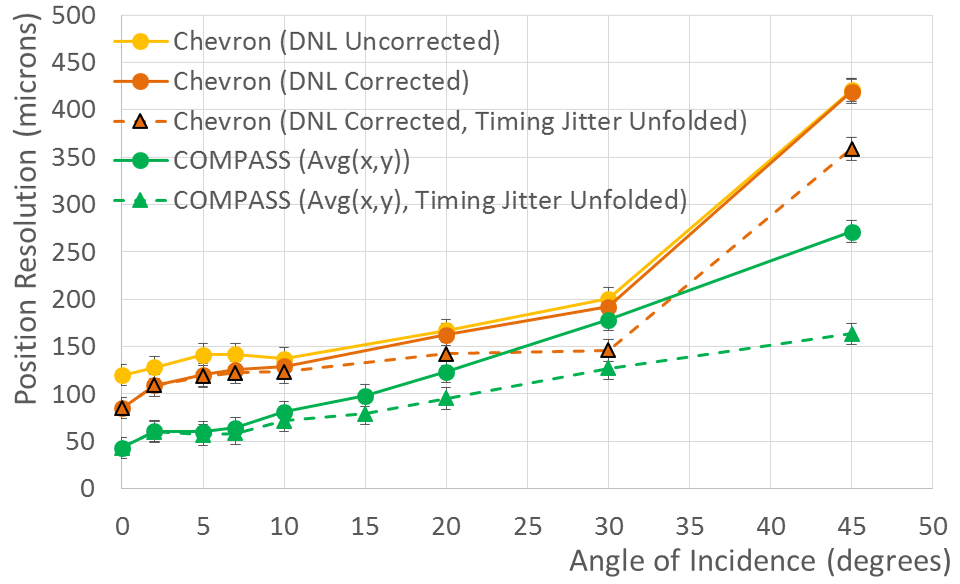 Position Resolution (microns)
500
450
400
350
300
250
200
150
100
50
0
Chevron (DNL Uncorrected)
Chevron (DNL Corrected)
Chevron (DNL Corrected, Timing Jitter Unfolded)
COMPASS (Avg(x,y))
COMPASS (Avg(x,y), Timing Jitter Unfolded)
0 5 10 15 20 25 30 35 40 45 50
Angle of Incidence (degrees)